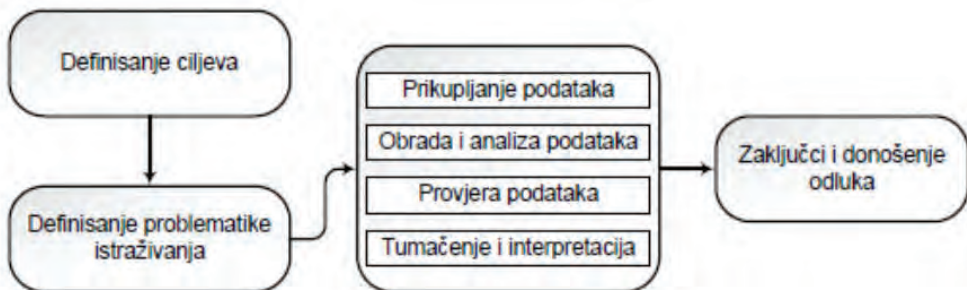 Definisanje ciljeva
Definisanje problematike
istraživanja
Prikupljanje podataka
Obrada i analiza podataka
Provjera podataka
Tumačenje i interpretacija
Zaključci i donošenje
odluka